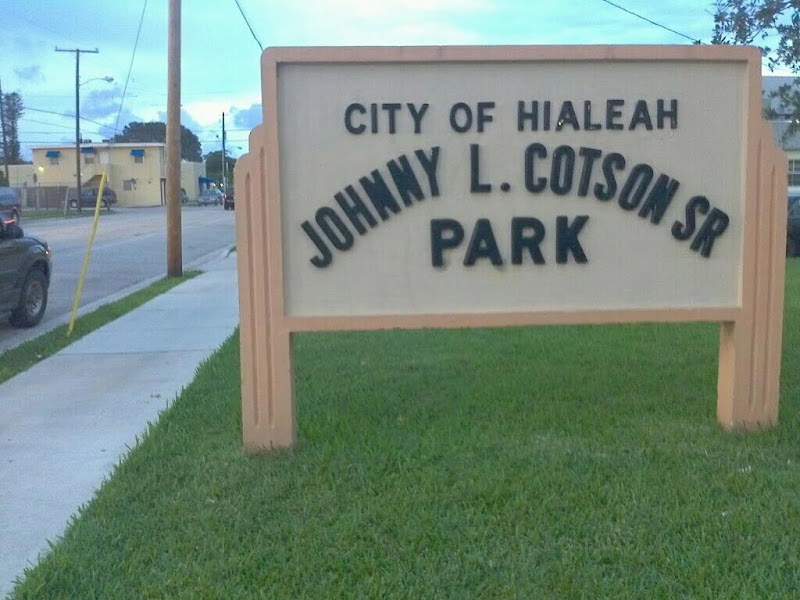 CITY OF HIALEAH
JOHNNY L. COTSON SR
PARK